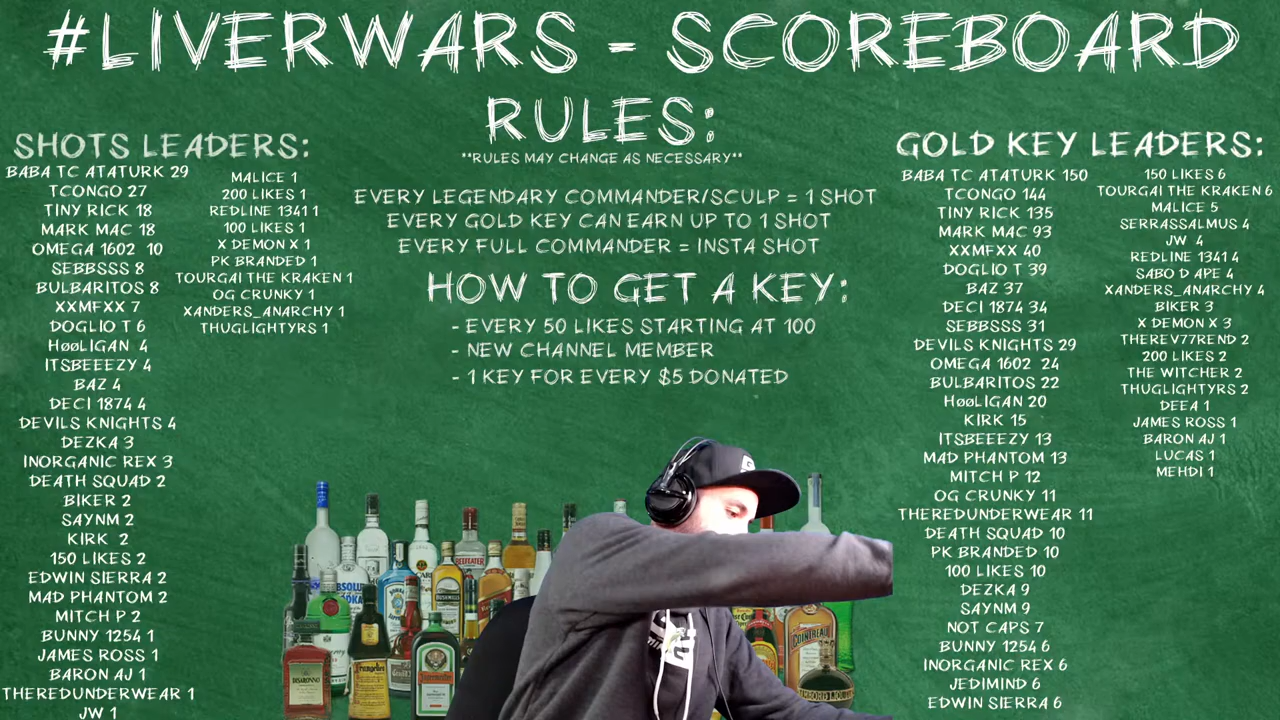 #LIVERWARS - SCOREBOARD
RULES:
**RULES MAY CHANGE AS NECESSARY**
EVERY LEGENDARY COMMANDER/SCULP = 1 SHOT
EVERY GOLD KEY CAN EARN UP TO 1 SHOT
EVERY FULL COMMANDER = INSTA SHOT
HOW TO GET A KEY:
- EVERY 50 LIKES STARTING AT 100
- NEW CHANNEL MEMBER
- 1 KEY FOR EVERY $5 DONATED
SHOTS LEADERS:
BABA TC ATATURK 29
TCONGO 27
TINY RICK 18
MARK MAC 18
OMEGA 1602 10
SEBBSSS 8
BULBARITOS 8
XXMFXX 7
DOGLIO T 6
HøøLIGAN 4
ITSBEEEZY 4
BAZ 4
DECI 1874 4
DEVILS KNIGHTS 4
DEZKA 3
INORGANIC REX 3
DEATH SQUAD 2
BIKER 2
SAYNM 2
KIRK 2
150 LIKES 2
EDWIN SIERRA 2
MAD PHANTOM 2
MITCH P 2
BUNNY 1254 1
JAMES ROSS 1
BARON AJ 1
THEREDUNDERWEAR 1
JW 1
MALICE 1
200 LIKES 1
REDLINE 1341 1
100 LIKES 1
X DEMON X 1
PK BRANDED 1
TOURGAI THE KRAKEN 1
OG CRUNKY 1
XANDERS_ANARCHY 1
THUGLIGHTYRS 1
GOLD KEY LEADERS:
BABA TC ATATURK 150
TCONGO 144
TINY RICK 135
MARK MAC 93
XXMFXX 40
DOGLIO T 39
BAZ 37
DECI 1874 34
SEBBSSS 31
DEVILS KNIGHTS 29
OMEGA 1602 24
BULBARITOS 22
HøøLIGAN 20
KIRK 15
ITSBEEEZY 13
MAD PHANTOM 13
MITCH P 12
OG CRUNKY 11
THEREDUNDERWEAR 11
DEATH SQUAD 10
PK BRANDED 10
100 LIKES 10
DEZKA 9
SAYNM 9
NOT CAPS 7
BUNNY 1254 6
INORGANIC REX 6
JEDIMIND 6
EDWIN SIERRA 6
150 LIKES 6
TOURGAI THE KRAKEN 6
MALICE 5
SERRASSALMUS 4
JW 4
REDLINE 1341 4
SABO D APE 4
XANDERS_ANARCHY 4
BIKER 3
X DEMON X 3
THEREV77REND 2
200 LIKES 2
THE WITCHER 2
THUGLIGHTYRS 2
DEEA 1
JAMES ROSS 1
BARON AJ 1
LUCAS 1
MEHDI 1
BEEFEATER
BUSHMILLS
DISARONNO
COINTREAU